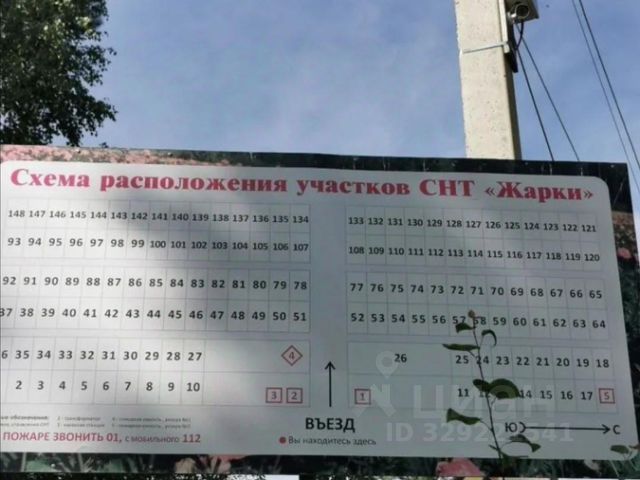 Схема расположения участков СНТ «Жарки»
148 147 146 145 144 143 142 141 140 139 138 137 136 135 134 133 132 131 130 129 128 127 126 125 124 123 122 121
93 94 95 96 97 98 99 100 101 102 103 104 105 106 107 108 109 110 111 112 113 114 115 116 117 118 119 120
92 91 90 89 88 87 86 85 84 83 82 81 80 79 78 77 76 75 74 73 72 71 70 69 68 67 66 65
37 38 39 40 41 42 43 44 45 46 47 48 49 50 51 52 53 54 55 56 57 58 59 60 61 62 63 64
6 35 34 33 32 31 30 29 28 27 4 26 25 24 23 22 21 20 19 18
2 3 4 5 6 7 8 9 10 3 2 1 11 15 16 17 5
ВЪЕЗД
Ю С
Вы находитесь здесь
ПОЖАРЕ ЗВОНИТЬ 01, С МОБИЛЬНОГО 112
циан